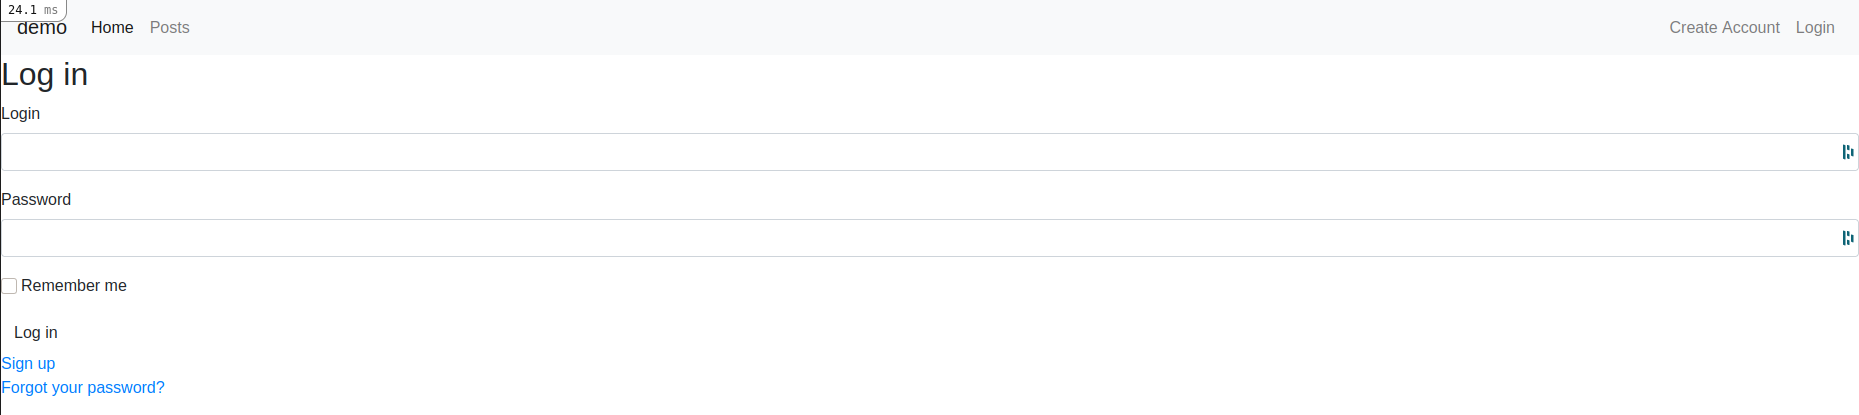 24.1 ms
demo Home Posts Create Account Login
Log in
Login
Password
Remember me
Log in
Sign up
Forgot your password?